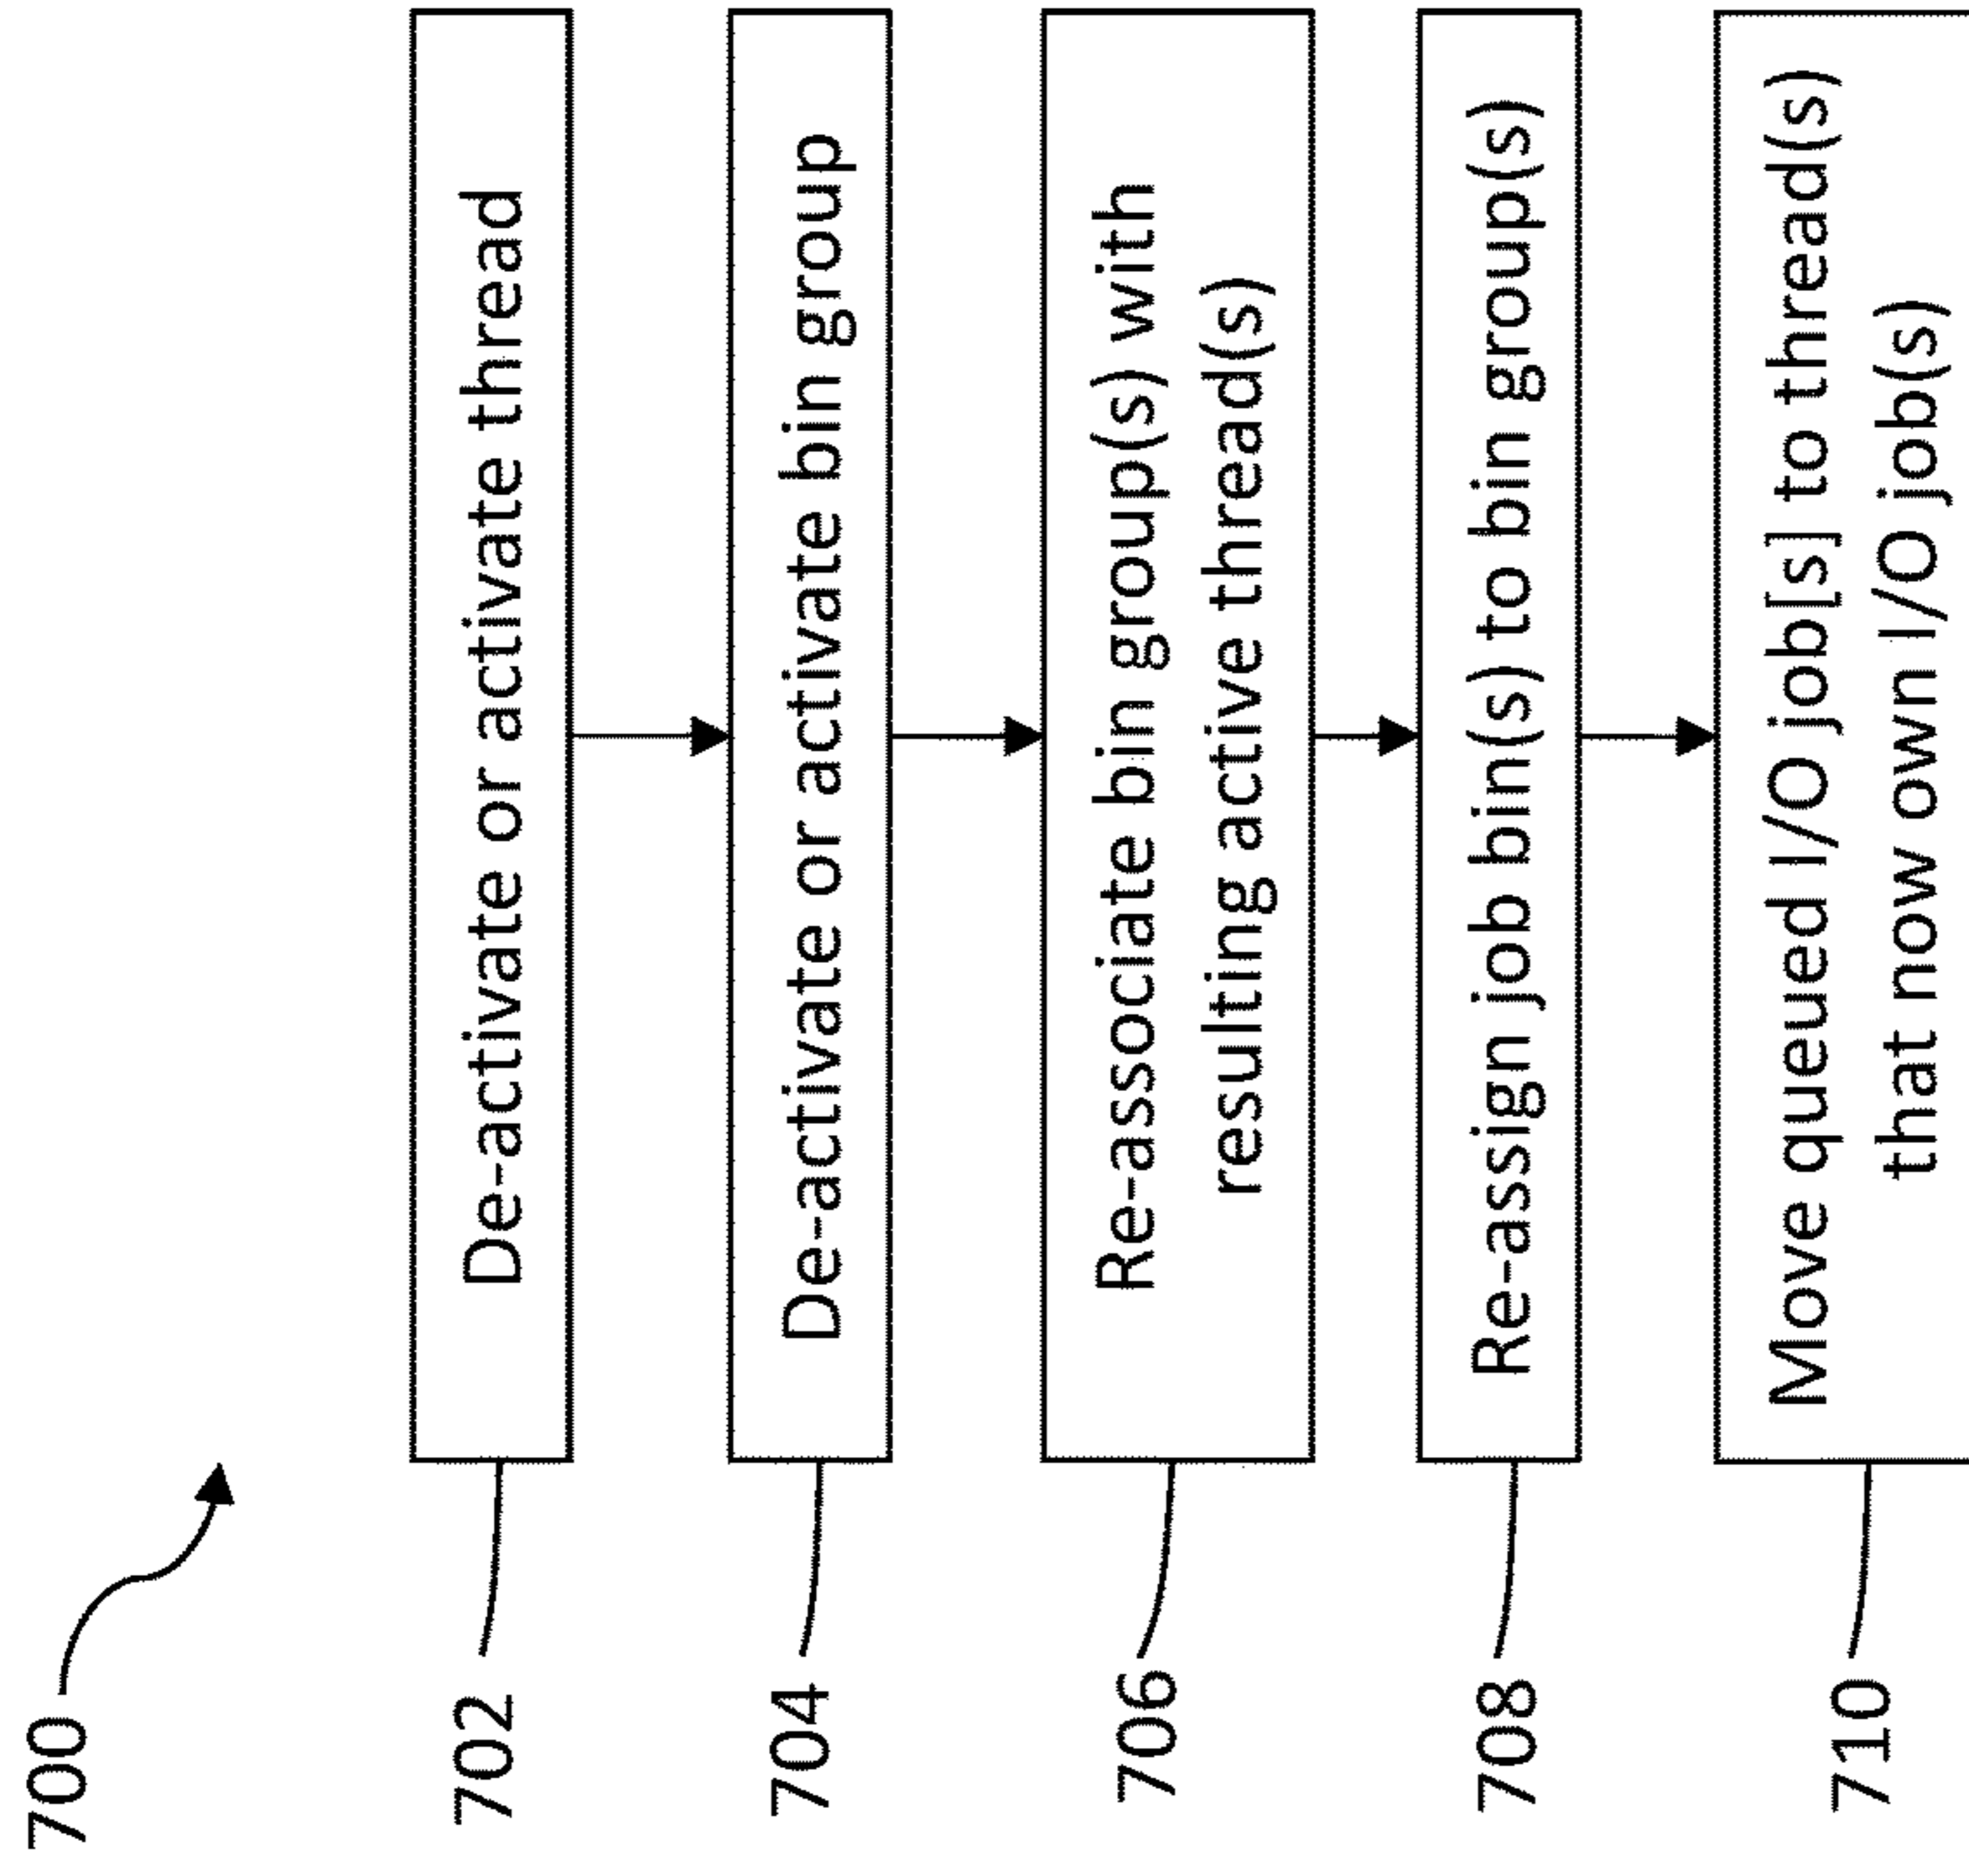 700
702
De-activate or activate thread
704
De-activate or activate bin group
706
Re-associate bin group(s) with
resulting active thread(s)
708
Re-assign job bin(s) to bin group(s)
710
Move queued I/O job[s] to thread(s)
that now own I/O job(s)